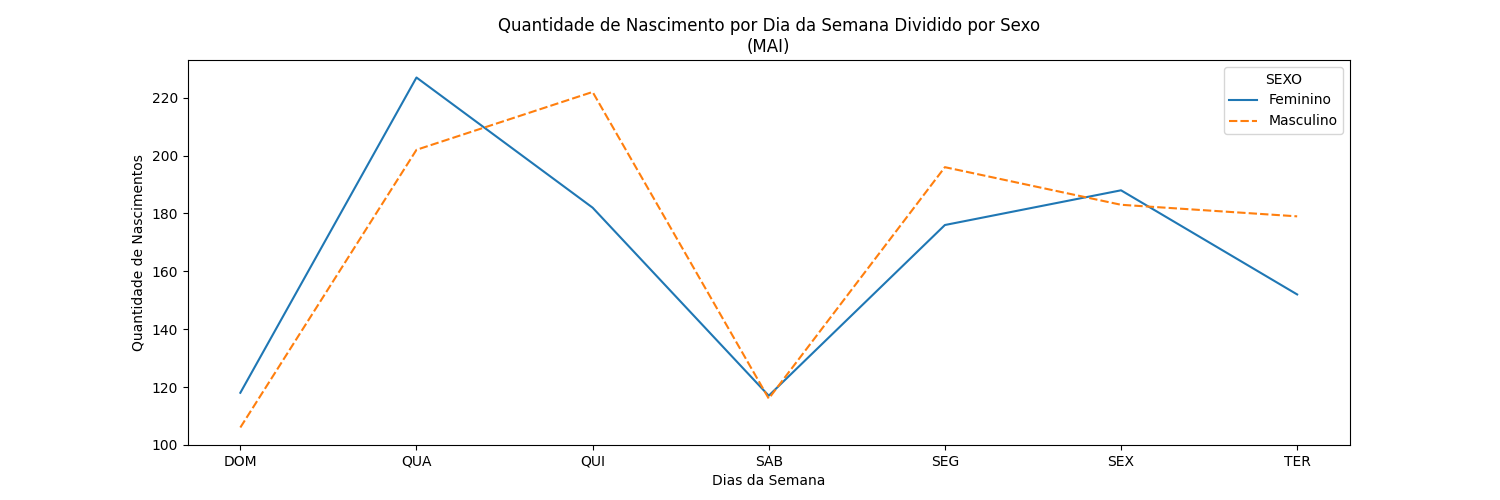 Quantidade de Nascimento por Dia da Semana Dividido por Sexo
(MAI)
SEXO
Feminino
Masculino
Quantidade de Nascimentos
220
200
180
160
140
120
100
DOM QUA QUI SAB SEG SEX TER
Dias da Semana